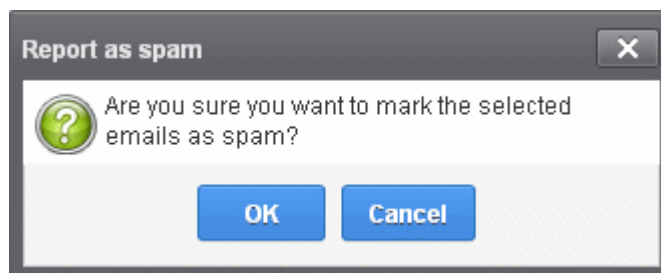 Report as spam
Are you sure you want to mark the selected
emails as spam?
OK
Cancel